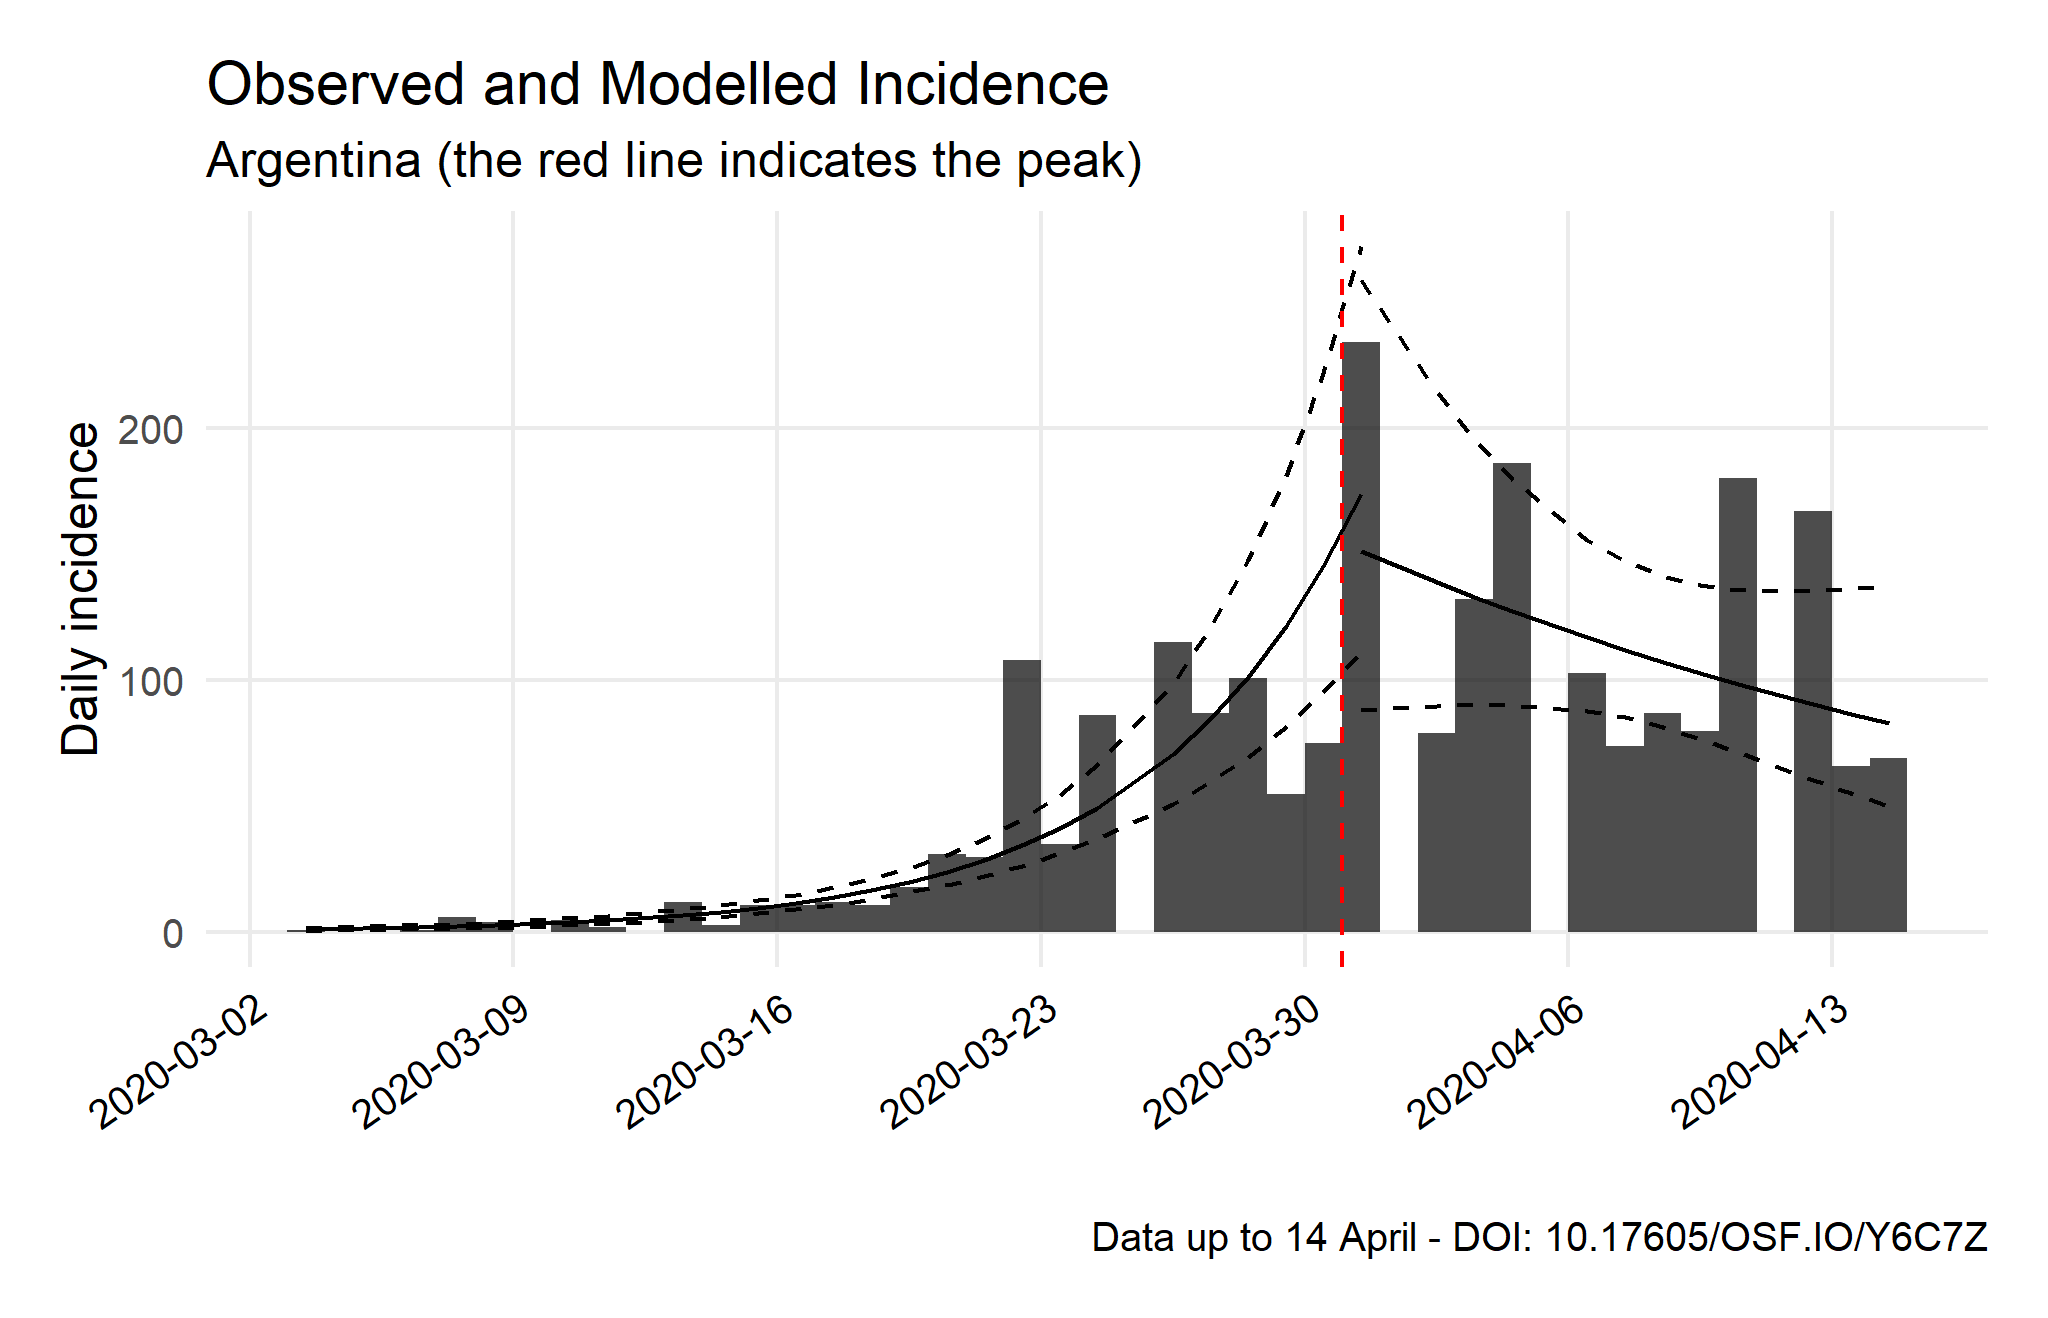 Observed and Modelled Incidence
Argentina (the red line indicates the peak)
Daily incidence
200
100
0
2020-03-02
2020-03-09
2020-03-16
2020-03-23
2020-03-30
2020-04-06
2020-04-13
Data up to 14 April - DOI: 10.17605/OSF.IO/Y6C7Z